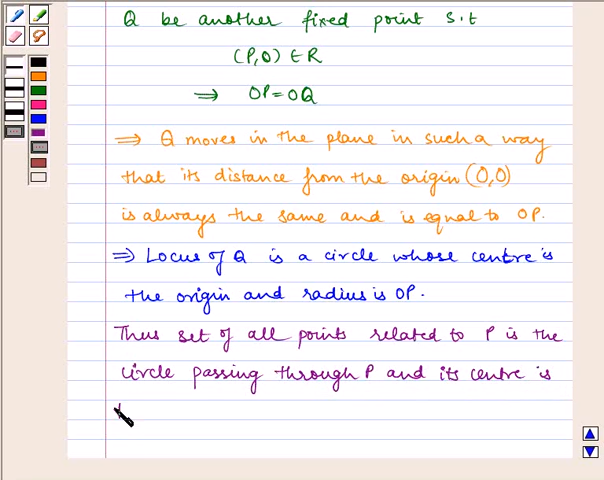 Q be another fixed point s.t
(P,Q) ∈ R
⇒ OP=OQ
⇒ Q moves in the plane in such a way
that its distance from the origin (0,0)
is always the same and is equal to OP.
⇒ Locus of Q is a circle whose centre is
the origin and radius is OP.
Thus set of all points related to P is the
circle passing through P and its centre is